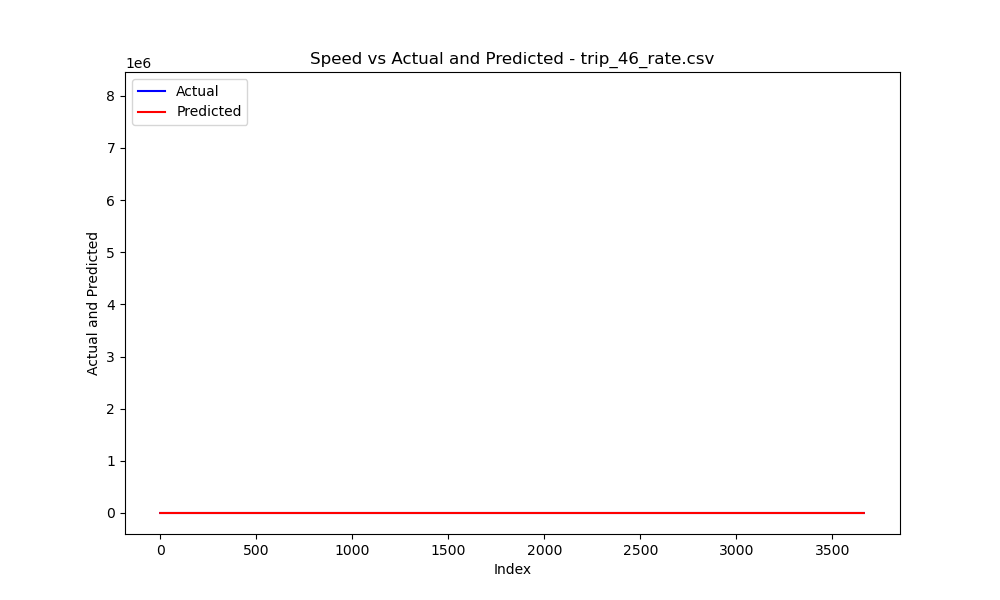 Speed vs Actual and Predicted - trip_46_rate.csv
1e6
Actual
Predicted
8
7
6
5
4
3
2
1
0
Actual and Predicted
0 500 1000 1500 2000 2500 3000 3500
Index